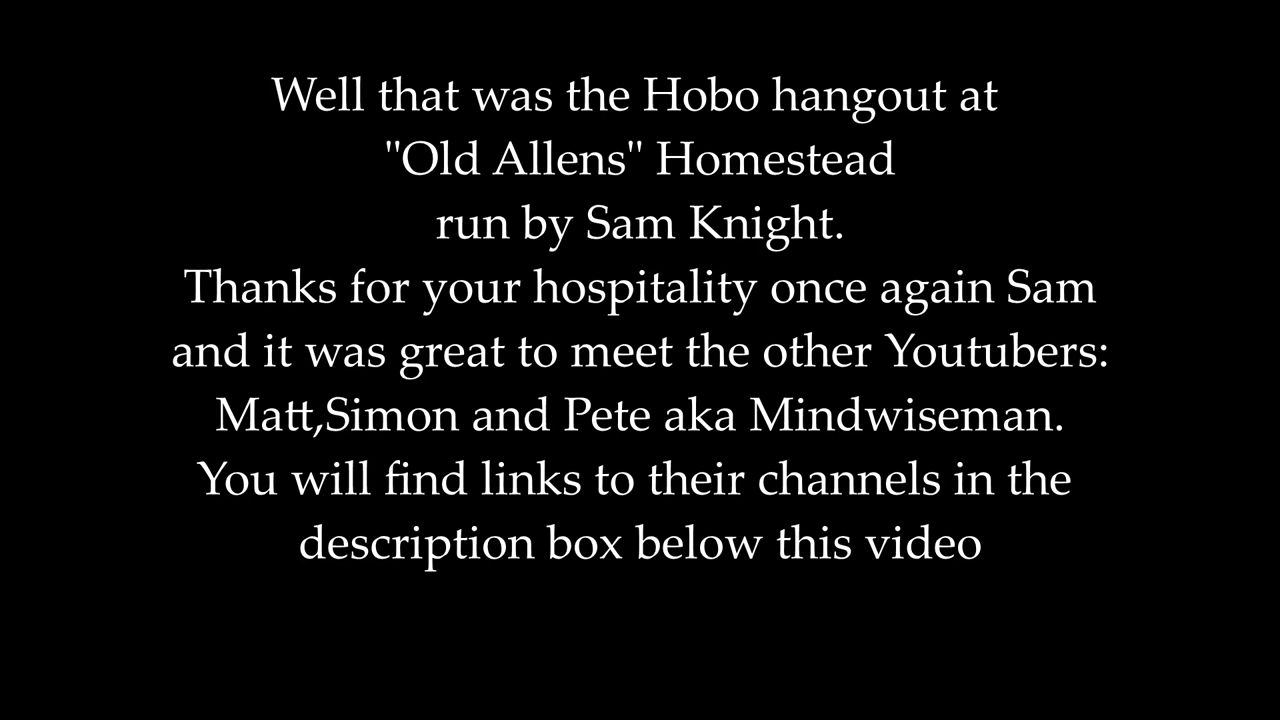 Well that was the Hobo hangout at
"Old Allens" Homestead
run by Sam Knight.
Thanks for your hospitality once again Sam
and it was great to meet the other Youtubers:
Matt,Simon and Pete aka Mindwiseman.
You will find links to their channels in the
description box below this video